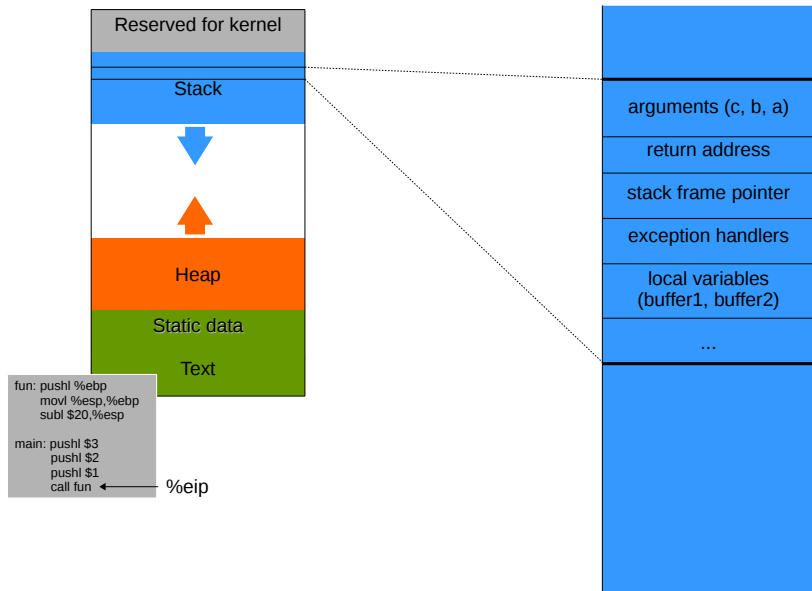 Reserved for kernel
Stack
Heap
Static data
Text
fun: pushl %ebp
movl %esp,%ebp
subl $20,%esp
main: pushl $3
pushl $2
pushl $1
call fun
%eip
arguments (c, b, a)
return address
stack frame pointer
exception handlers
local variables
(buffer1, buffer2)
...